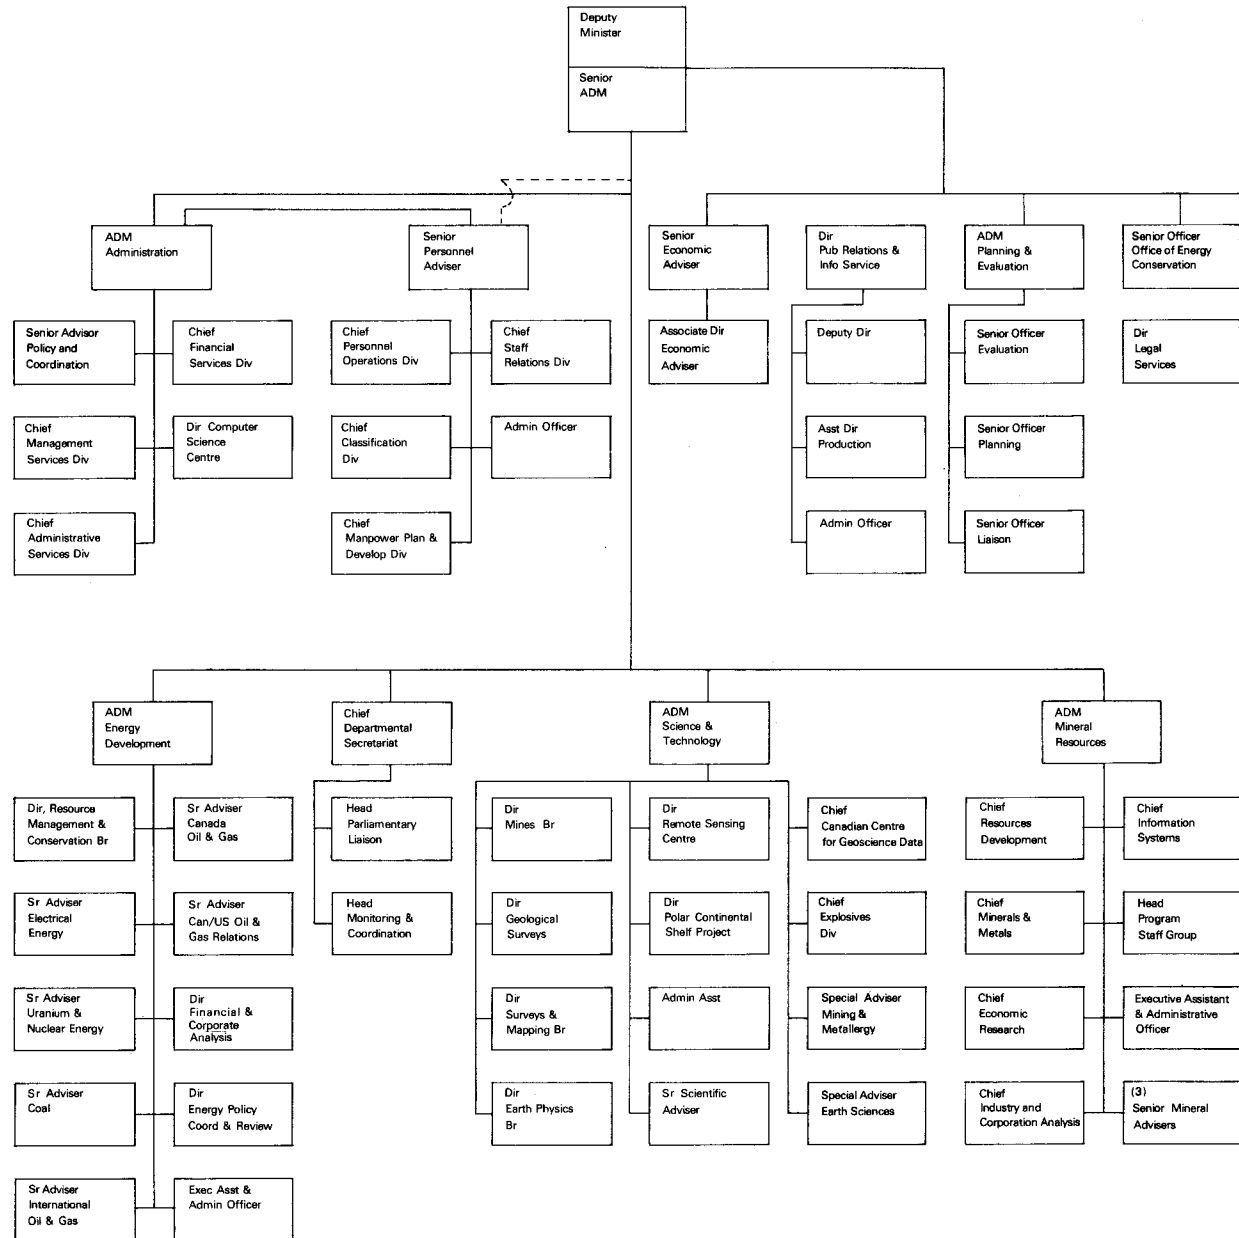 Deputy
Minister
Senior
ADM
ADM
Administration
Senior
Personnel
Adviser
Senior
Economic
Adviser
Dir
Pub Relations &
Info Service
ADM
Planning &
Evaluation
Senior Officer
Office of Energy
Conservation
Senior Advisor
Policy and
Coordination
Chief
Financial
Services Div
Chief
Personnel
Operations Div
Chief
Staff
Relations Div
Associate Dir
Economic
Adviser
Deputy Dir
Senior Officer
Evaluation
Dir
Legal
Services
Chief
Management
Services Div
Dir Computer
Science
Centre
Chief
Classification
Div
Admin Officer
Asst Dir
Production
Senior Officer
Planning
Chief
Administrative
Services Div
Chief
Manpower Plan &
Develop Div
Admin Officer
Senior Officer
Liaison
ADM
Energy
Development
Chief
Departmental
Secretariat
ADM
Science &
Technology
ADM
Mineral
Resources
Dir, Resource
Management &
Conservation Br
Sr Adviser
Canada
Oil & Gas
Head
Parliamentary
Liaison
Dir
Mines Br
Dir
Remote Sensing
Centre
Chief
Canadian Centre
for Geoscience Data
Chief
Resources
Development
Chief
Information
Systems
Sr Adviser
Electrical
Energy
Sr Adviser
Can/US Oil &
Gas Relations
Head
Monitoring &
Coordination
Dir
Geological
Surveys
Dir
Polar Continental
Shelf Project
Chief
Explosives
Div
Chief
Minerals &
Metals
Head
Program
Staff Group
Sr Adviser
Uranium &
Nuclear Energy
Dir
Financial &
Corporate
Analysis
Dir
Surveys &
Mapping Br
Admin Asst
Special Adviser
Mining &
Metallergy
Chief
Economic
Research
Executive Assistant
& Administrative
Officer
Sr Adviser
Coal
Dir
Energy Policy
Coord & Review
Dir
Earth Physics
Br
Sr Scientific
Adviser
Special Adviser
Earth Sciences
Chief
Industry and
Corporation Analysis
(3)
Senior Mineral
Advisers
Sr Adviser
International
Oil & Gas
Exec Asst &
Admin Officer